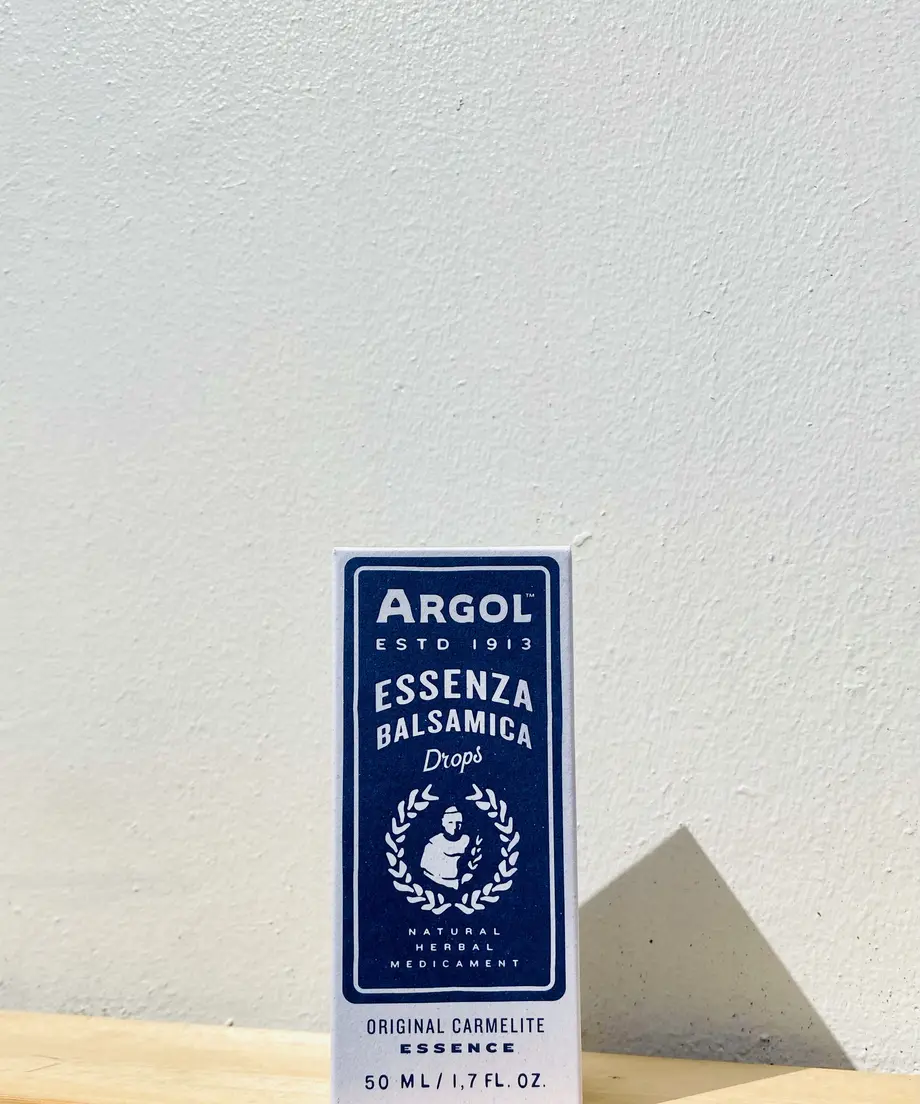 ARGOL™
ESTD 1913
ESSENZA
BALSAMICA
Drops
NATURAL
HERBAL
MEDICAMENT
ORIGINAL CARMELITE
ESSENCE
50 ML / 1,7 FL. OZ.